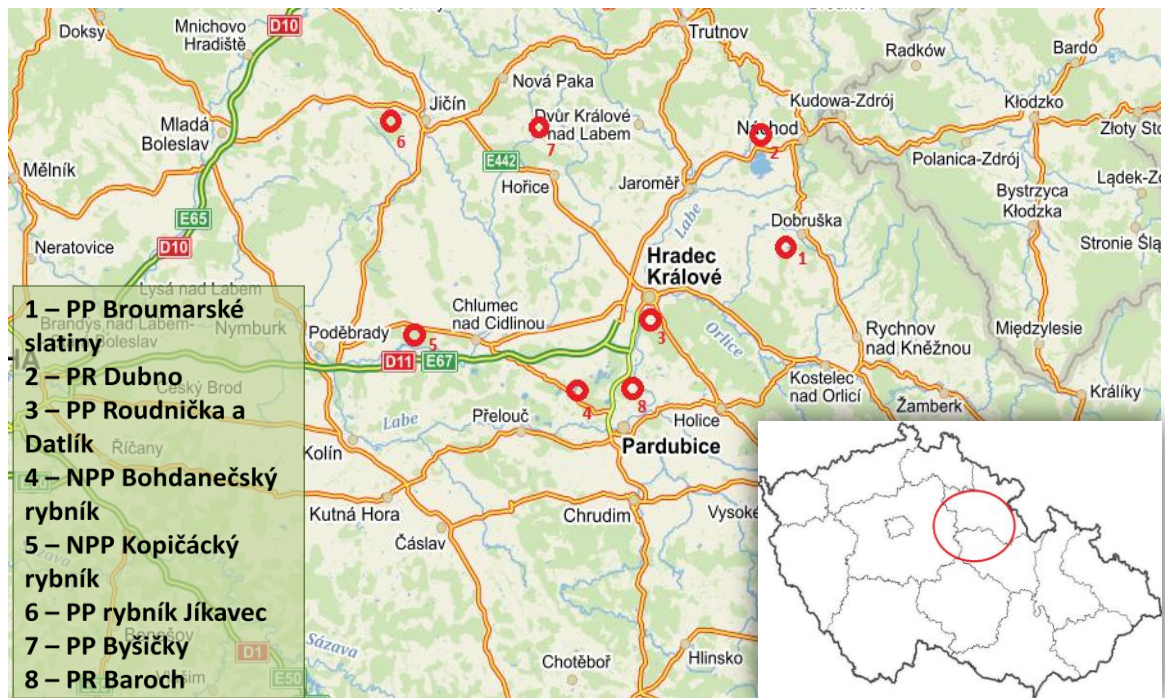 Doksy
Mnichovo
Hradiště
D10
Trutnov
Radków
Bardo
Nová Paka
Jičín
Dvůr Králové
nad Labem
Kudowa-Zdrój
Kłodzko
Złoty Sto
Mladá
Boleslav
6
7
Náchod
2
E442
Polanica-Zdrój
Mělník
Hořice
Jaroměř
Lądek-Z
Bystrzyca
Kłodzka
E65
Labe
Dobruška
Stronie Ślą
Neratovice
D10
1
Hradec
Králové
Lysá nad Labem
Chlumec
nad Cidlinou
Międzylesie
Brandýs nad Labem-
Boleslav
Nymburk
Poděbrady
5
3
Orlice
Rychnov
nad Kněžnou
D11
E67
HA
Český Brod
4
8
Kostelec
nad Orlicí
Králíky
Labe
Přelouč
Holice
Žamberk
Říčany
Kolín
Pardubice
Kutná Hora
Chrudim
Vysoké
Čáslav
Sázava
Benešov
Sázava
D1
Vlašim
E50
Chotěboř
Hlinsko
1 – PP Broumarské
slatiny
2 – PR Dubno
3 – PP Roudnička a
Datlík
4 – NPP Bohdanečský
rybník
5 – NPP Kopičácký
rybník
6 – PP rybník Jíkavec
7 – PP Byšičky
8 – PR Baroch